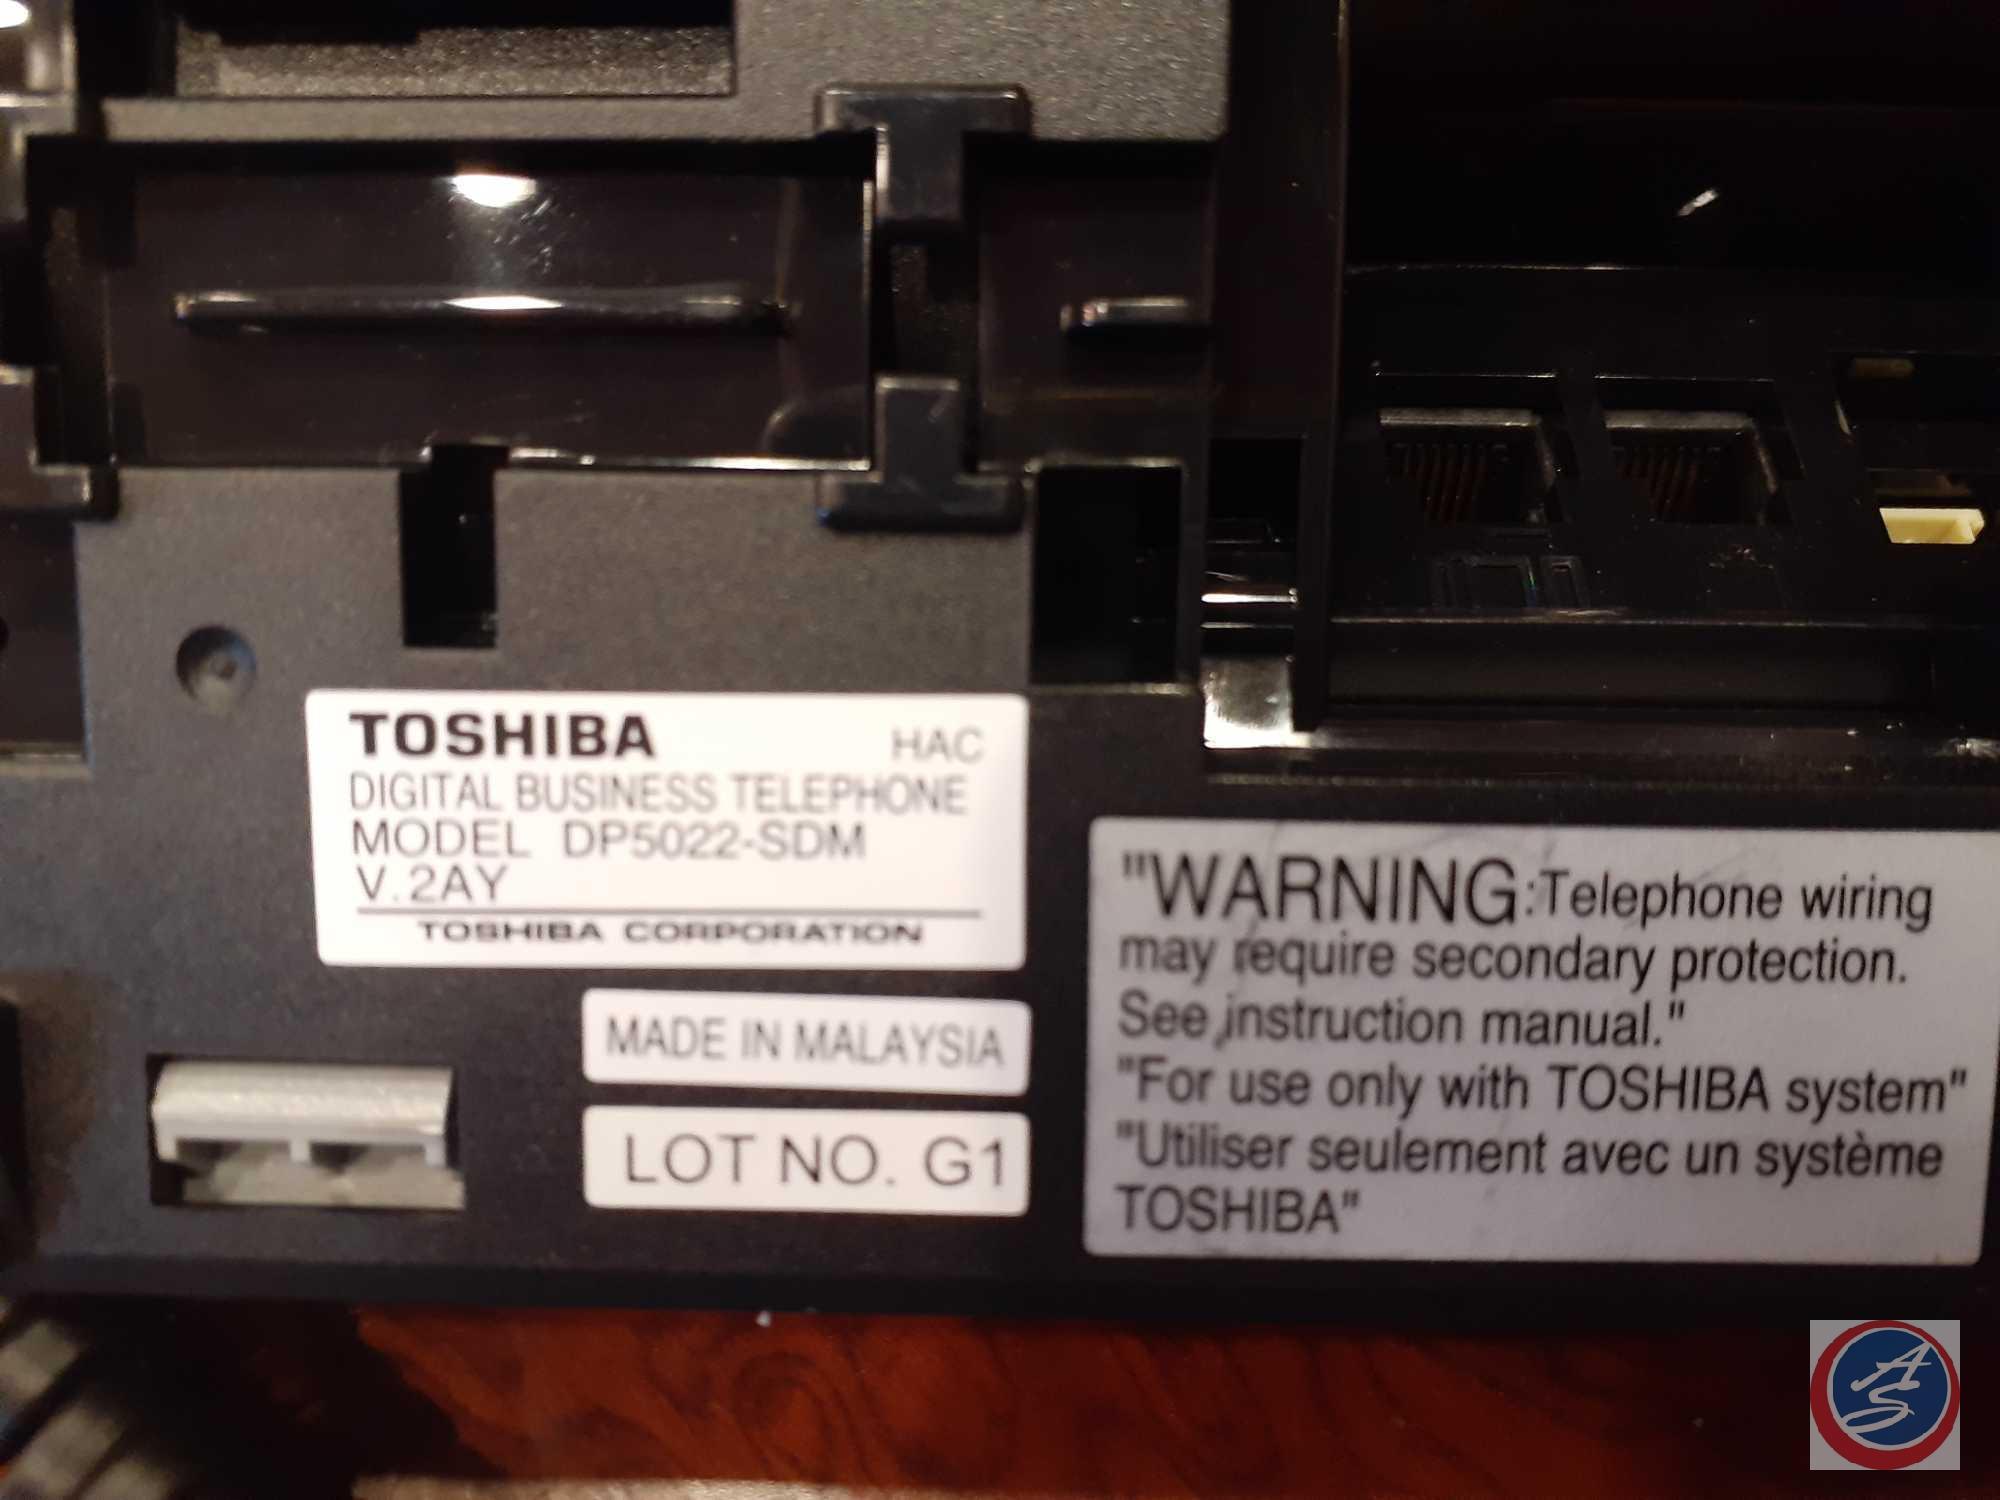 TOSHIBA HAC
DIGITAL BUSINESS TELEPHONE
MODEL DP5022-SDM
V.2AY
TOSHIBA CORPORATION
MADE IN MALAYSIA
LOT NO. G1
"WARNING:Telephone wiring
may require secondary protection.
See instruction manual."
"For use only with TOSHIBA system"
"Utiliser seulement avec un système
TOSHIBA"
AS